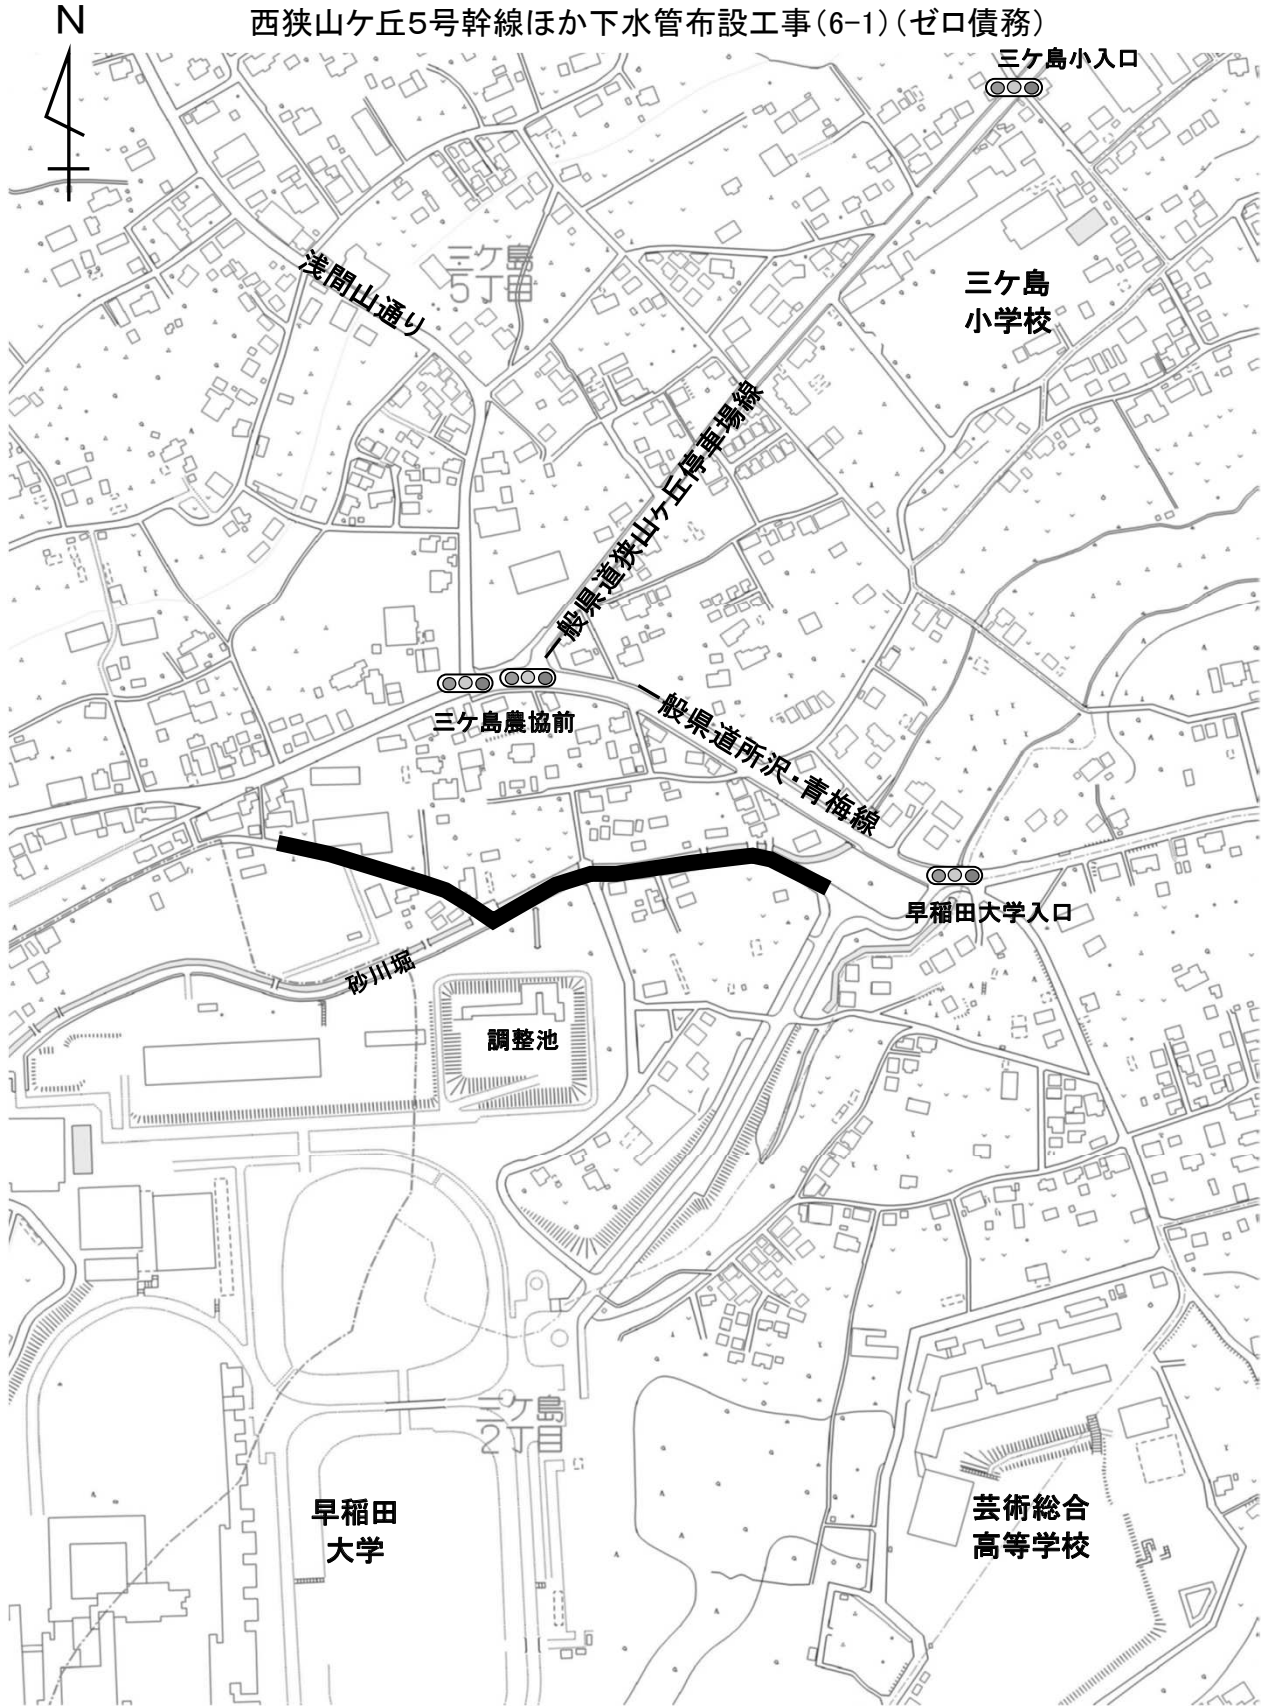 西狭山ケ丘5号幹線ほか下水管布設工事(6-1)(ゼロ債務)
N
三ケ島小入口
浅間山通り
三ケ島
5丁目
三ケ島
小学校
一般県道狭山ヶ丘停車場線
三ケ島農協前
一般県道所沢・青梅線
早稲田大学入口
砂川堀
調整池
三ケ島
2丁目
早稲田
大学
芸術総合
高等学校